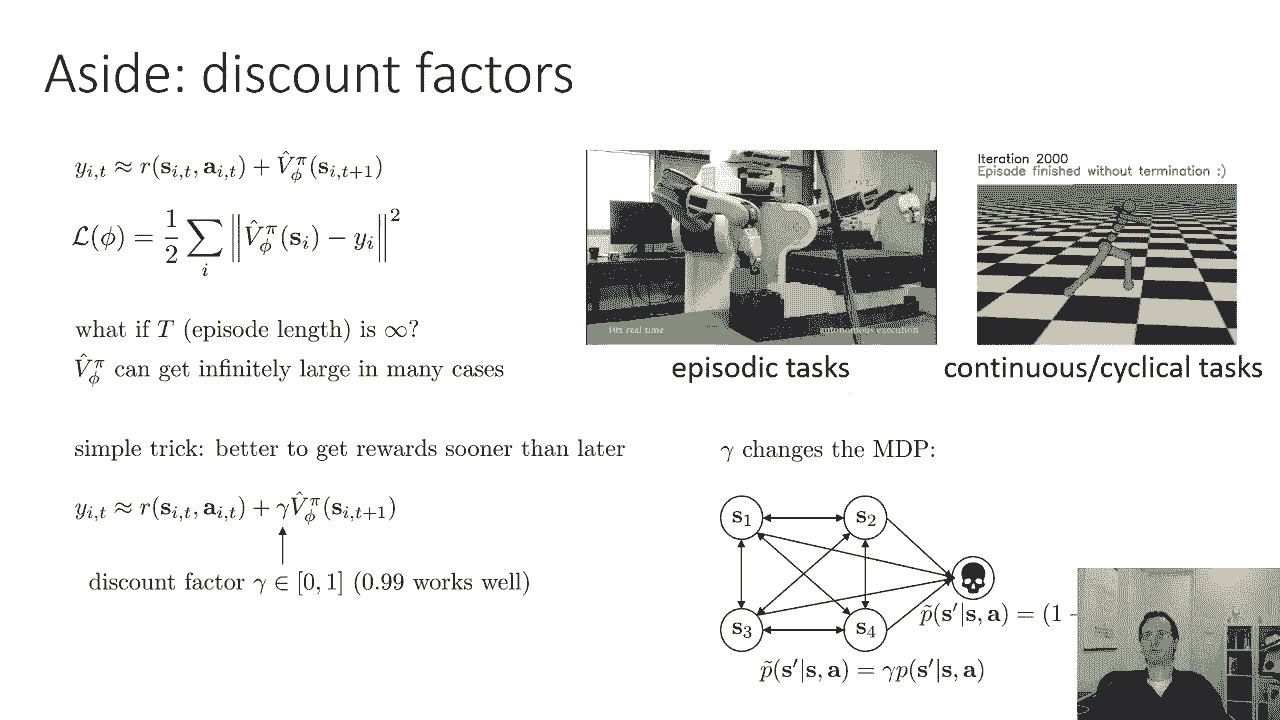 Aside: discount factors
$y_{i,t} \approx r(\mathbf{s}_{i,t}, \mathbf{a}_{i,t}) + \hat{V}^{\pi}_{\phi}(\mathbf{s}_{i,t+1})$
$\mathcal{L}(\phi) = \frac{1}{2} \sum_{i} \left\| \hat{V}^{\pi}_{\phi}(\mathbf{s}_i) - y_i \right\|^2$
what if $T$ (episode length) is $\infty$?
$\hat{V}^{\pi}_{\phi}$ can get infinitely large in many cases
simple trick: better to get rewards sooner than later
$y_{i,t} \approx r(\mathbf{s}_{i,t}, \mathbf{a}_{i,t}) + \gamma \hat{V}^{\pi}_{\phi}(\mathbf{s}_{i,t+1})$
discount factor $\gamma \in [0, 1]$ (0.99 works well)
10x real time
autonomous execution
episodic tasks
Iteration 2000
Episode finished without termination :)
continuous/cyclical tasks
$\gamma$ changes the MDP:
$\mathbf{s}_1$
$\mathbf{s}_2$
$\mathbf{s}_3$
$\mathbf{s}_4$
$\tilde{p}(\mathbf{s}'|\mathbf{s}, \mathbf{a}) = (1 -$
$\tilde{p}(\mathbf{s}'|\mathbf{s}, \mathbf{a}) = \gamma p(\mathbf{s}'|\mathbf{s}, \mathbf{a})$